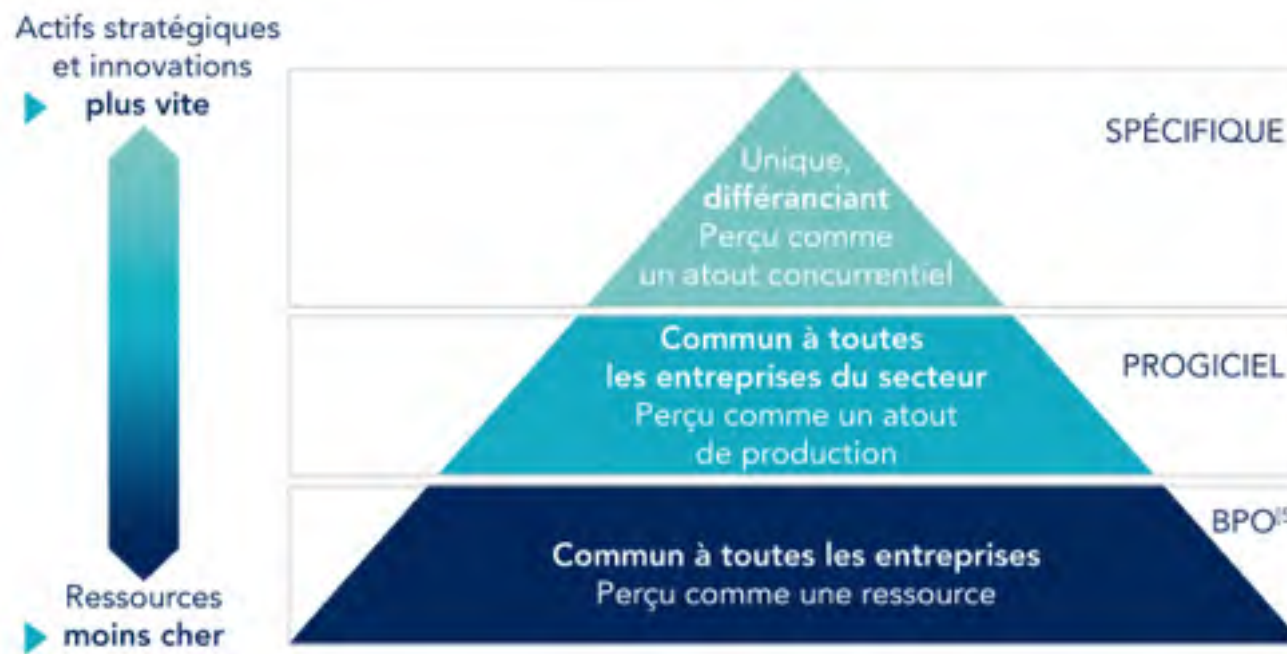 Actifs stratégiques
et innovations
plus vite
Ressources
moins cher
Unique,
différanciant
Perçu comme
un atout concurrentiel
SPÉCIFIQUE
Commun à toutes
les entreprises du secteur
Perçu comme un atout
de production
PROGICIEL
Commun à toutes les entreprises
Perçu comme une ressource
BPO